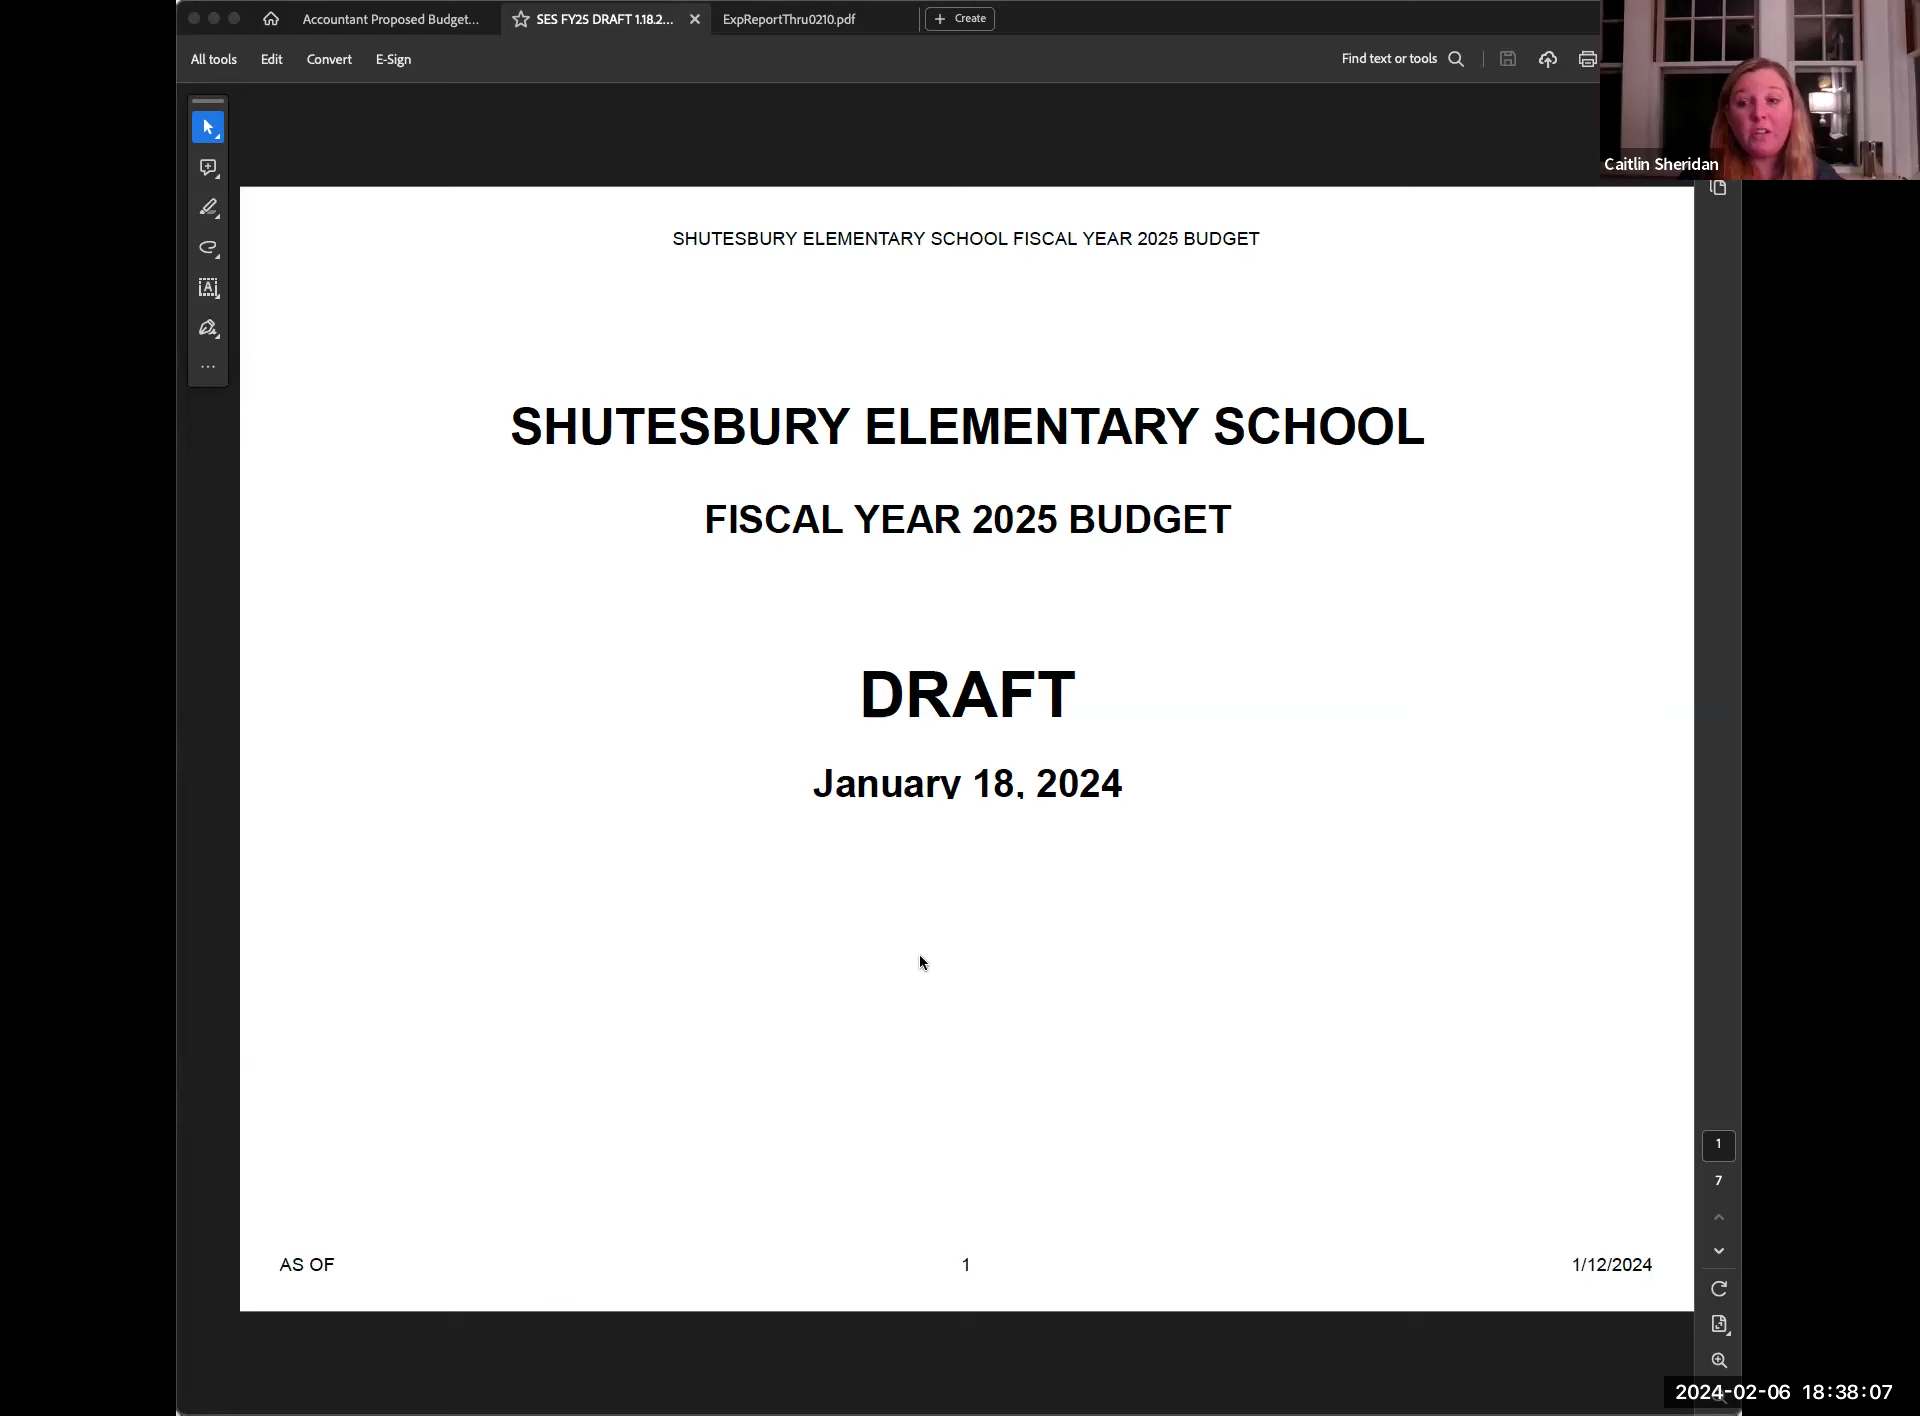 Accountant Proposed Budget...
SES FY25 DRAFT 1.18.2...
ExpReportThru0210.pdf
Create
All tools
Edit
Convert
E-Sign
Find text or tools
Caitlin Sheridan
SHUTESBURY ELEMENTARY SCHOOL FISCAL YEAR 2025 BUDGET
SHUTESBURY ELEMENTARY SCHOOL
FISCAL YEAR 2025 BUDGET
DRAFT
January 18, 2024
1
7
AS OF
1
1/12/2024
2024-02-06 18:38:07